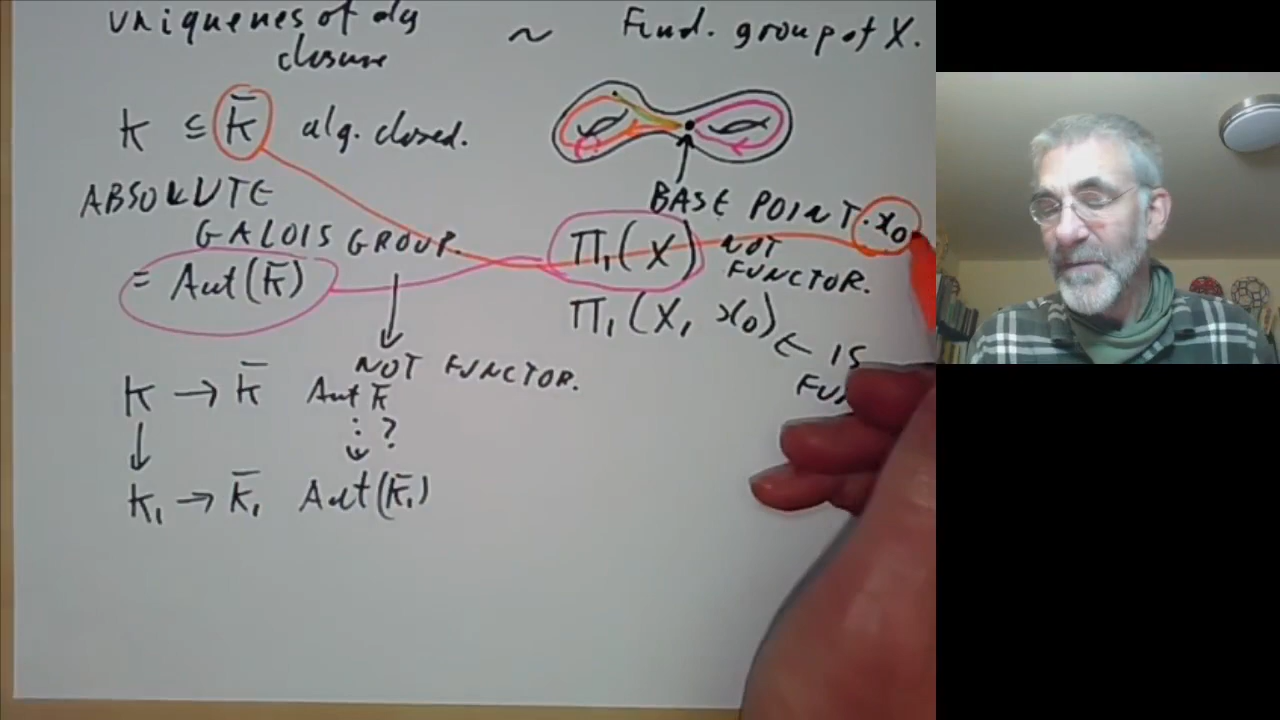 uniquenes of alg closure ~ Fund. group of X.
K ⊆ K̄ alg. closed.
ABSOLUTE
GALOIS GROUP.
= Aut(K̄)
BASE POINT. x₀
Π₁(X) NOT FUNCTOR.
Π₁(X, x₀) ← IS
NOT FUNCTOR.
K → K̄ Aut K̄
↓ ⇣ ?
K₁ → K̄₁ Aut(K̄₁)